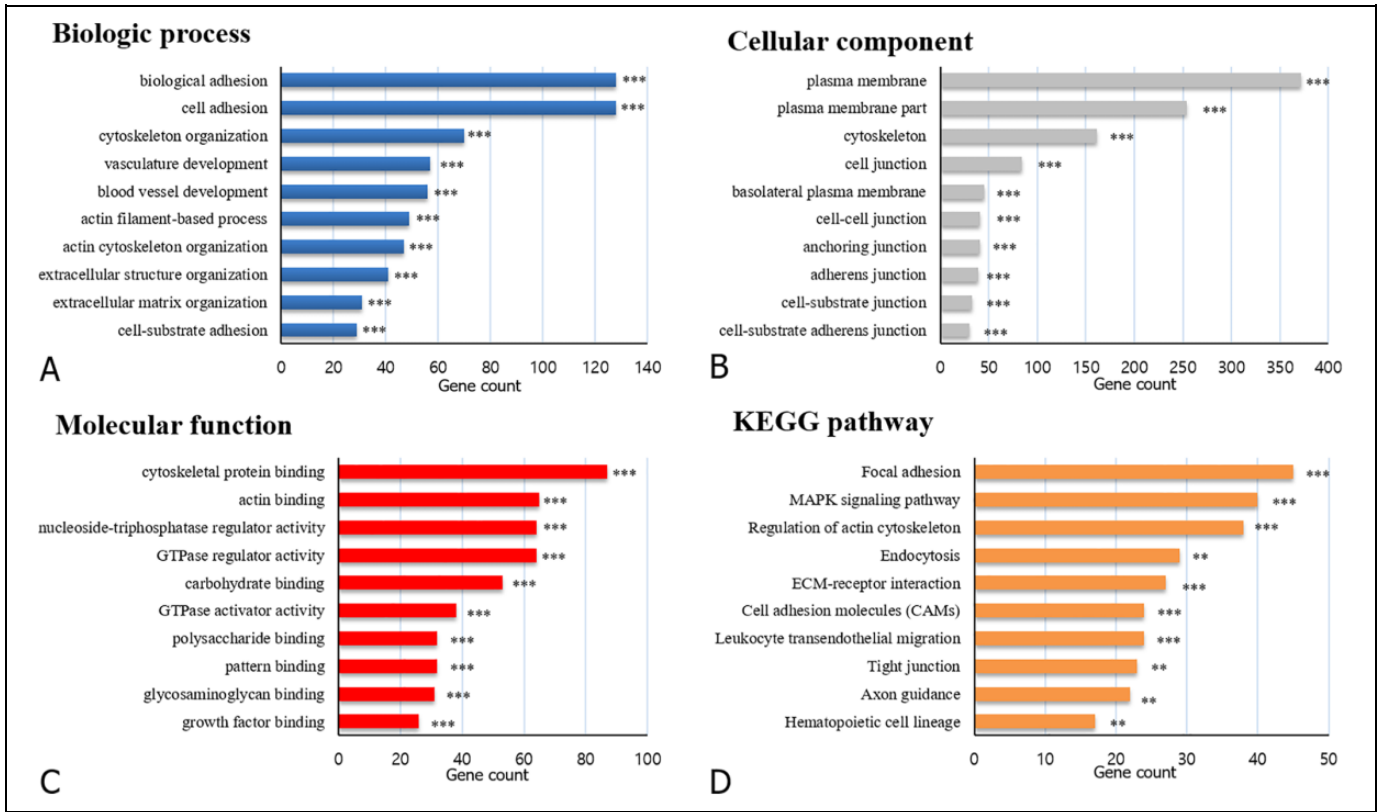 Biologic process
biological adhesion ***
cell adhesion ***
cytoskeleton organization ***
vasculature development ***
blood vessel development ***
actin filament-based process ***
actin cytoskeleton organization ***
extracellular structure organization ***
extracellular matrix organization ***
cell-substrate adhesion ***
0 20 40 60 80 100 120 140
Gene count
A
Cellular component
plasma membrane ***
plasma membrane part ***
cytoskeleton ***
cell junction ***
basolateral plasma membrane ***
cell-cell junction ***
anchoring junction ***
adherens junction ***
cell-substrate junction ***
cell-substrate adherens junction ***
0 50 100 150 200 250 300 350 400
Gene count
B
Molecular function
cytoskeletal protein binding ***
actin binding ***
nucleoside-triphosphatase regulator activity ***
GTPase regulator activity ***
carbohydrate binding ***
GTPase activator activity ***
polysaccharide binding ***
pattern binding ***
glycosaminoglycan binding ***
growth factor binding ***
0 20 40 60 80 100
Gene count
C
KEGG pathway
Focal adhesion ***
MAPK signaling pathway ***
Regulation of actin cytoskeleton ***
Endocytosis **
ECM-receptor interaction ***
Cell adhesion molecules (CAMs) ***
Leukocyte transendothelial migration ***
Tight junction **
Axon guidance **
Hematopoietic cell lineage **
0 10 20 30 40 50
Gene count
D